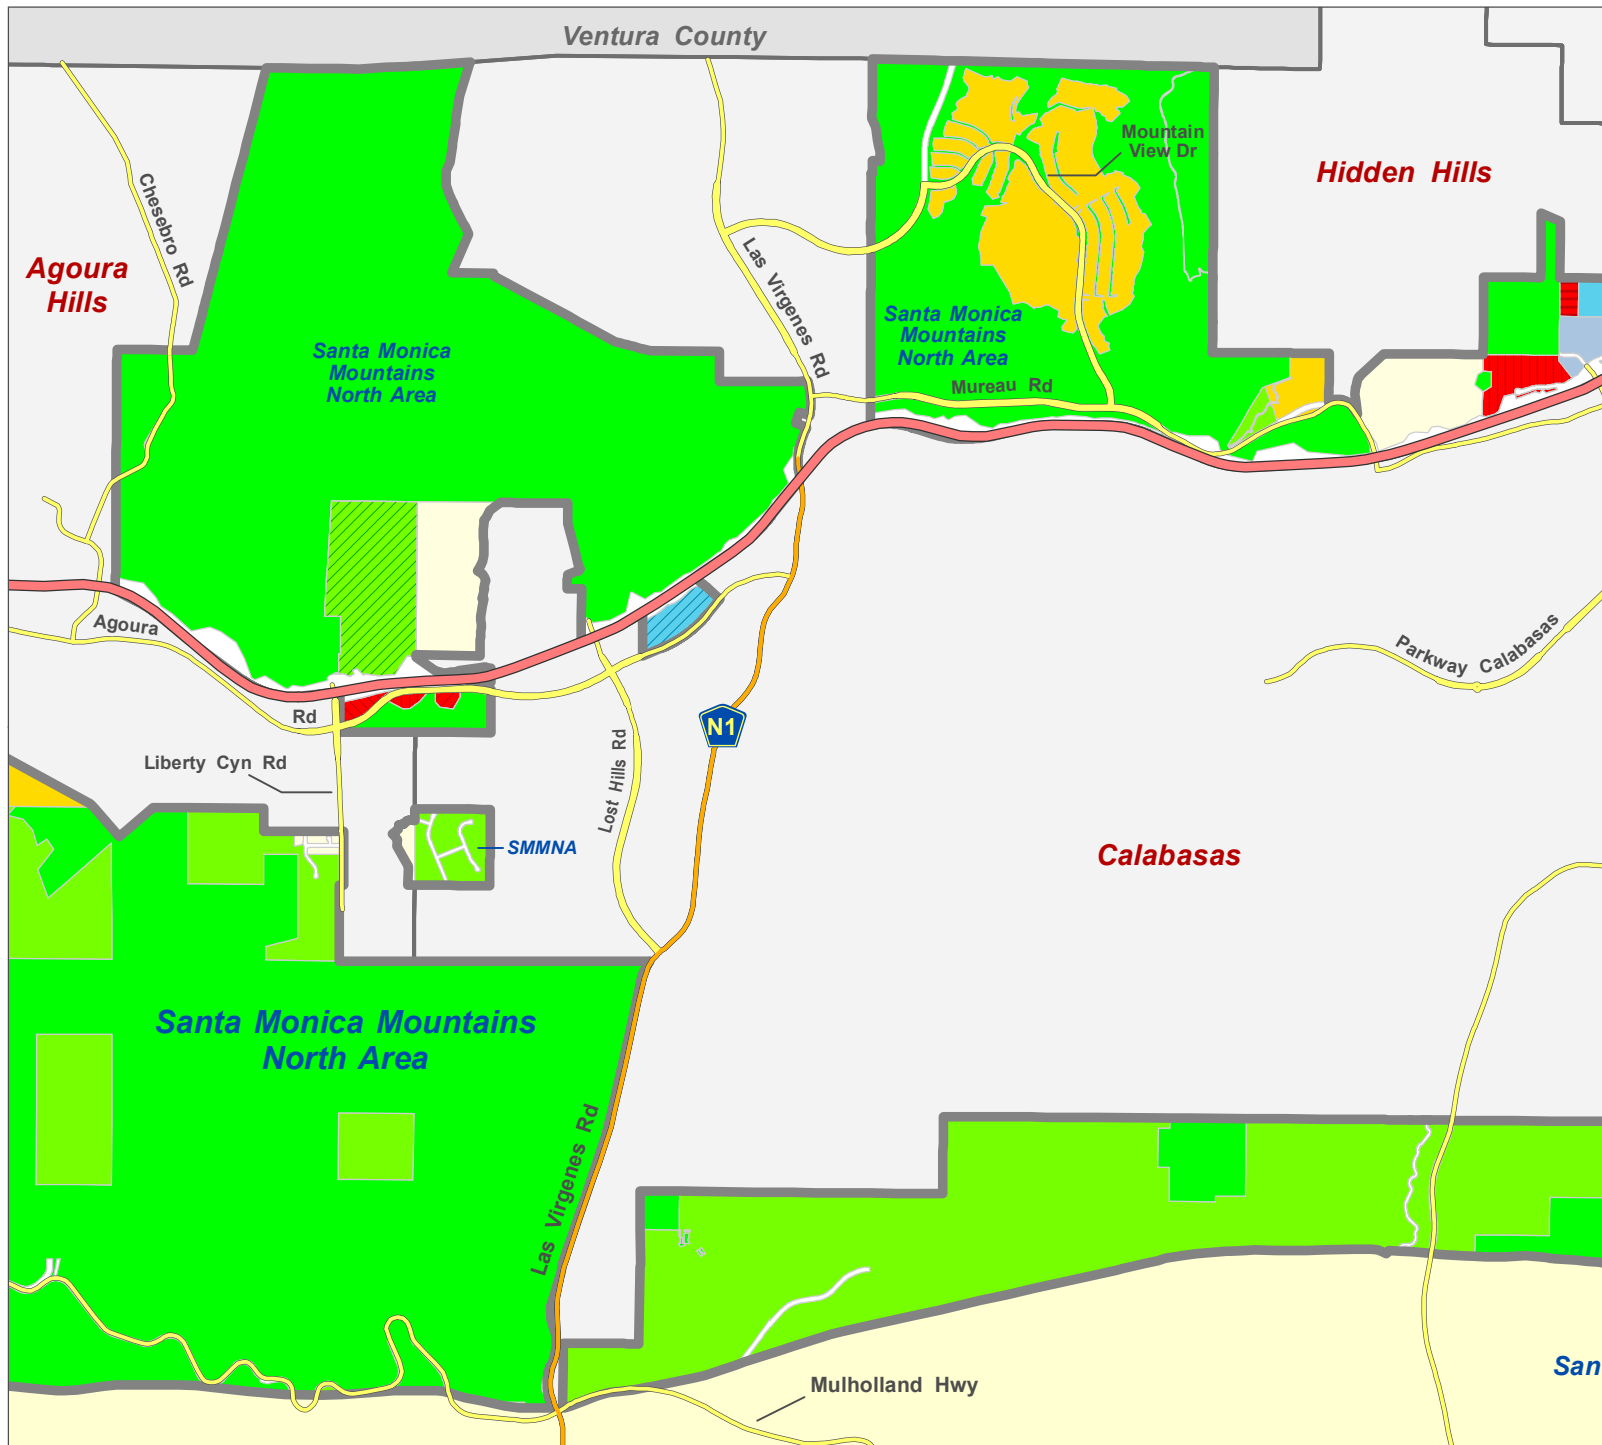 Ventura County
Mountain
View Dr
Hidden Hills
Chesebro Rd
Agoura
Hills
Las Virgenes Rd
Santa Monica
Mountains
North Area
Santa Monica
Mountains
North Area
Mureau Rd
Agoura
Rd
Parkway Calabasas
N1
Lost Hills Rd
Liberty Cyn Rd
SMMNA
Calabasas
Santa Monica Mountains
North Area
Las Virgenes Rd
San
Mulholland Hwy